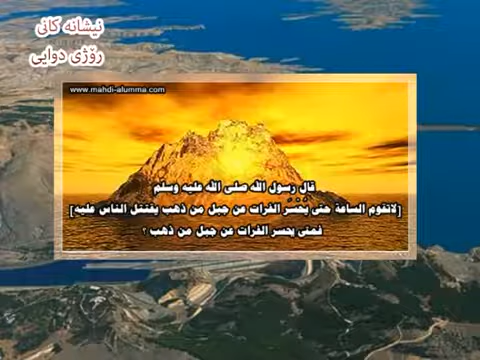 نیشانه کانی
رۆژی دوایی
www.mahdi-alumma.com
قال رسول الله صلى الله عليه وسلم
[لاتقوم الساعة حتى يَحْسِرَ الفرات عن جبل من ذهب يقتتل الناس عليه]
فمتى يحسر الفرات عن جبل من ذهب ؟